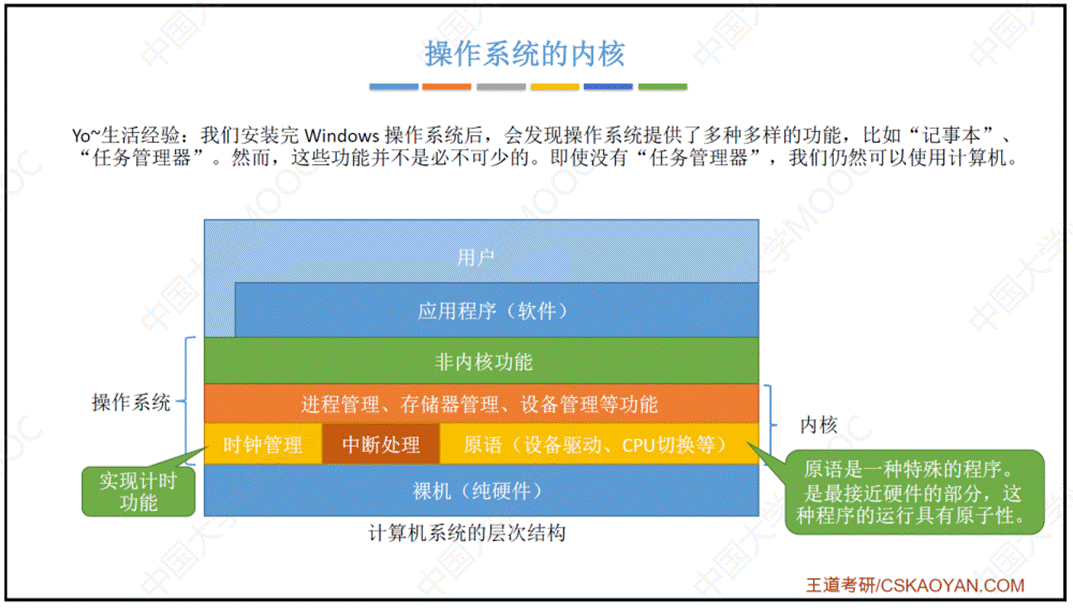 操作系统的内核
Yo~生活经验：我们安装完 Windows 操作系统后，会发现操作系统提供了多种多样的功能，比如“记事本”、
“任务管理器”。然而，这些功能并不是必不可少的。即使没有“任务管理器”，我们仍然可以使用计算机。
用户
应用程序（软件）
非内核功能
操作系统
进程管理、存储器管理、设备管理等功能
内核
时钟管理
中断处理
原语（设备驱动、CPU切换等）
实现计时
功能
原语是一种特殊的程序。
是最接近硬件的部分，这
种程序的运行具有原子性。
裸机（纯硬件）
计算机系统的层次结构
王道考研/CSKAOYAN.COM
中国大学MOOC